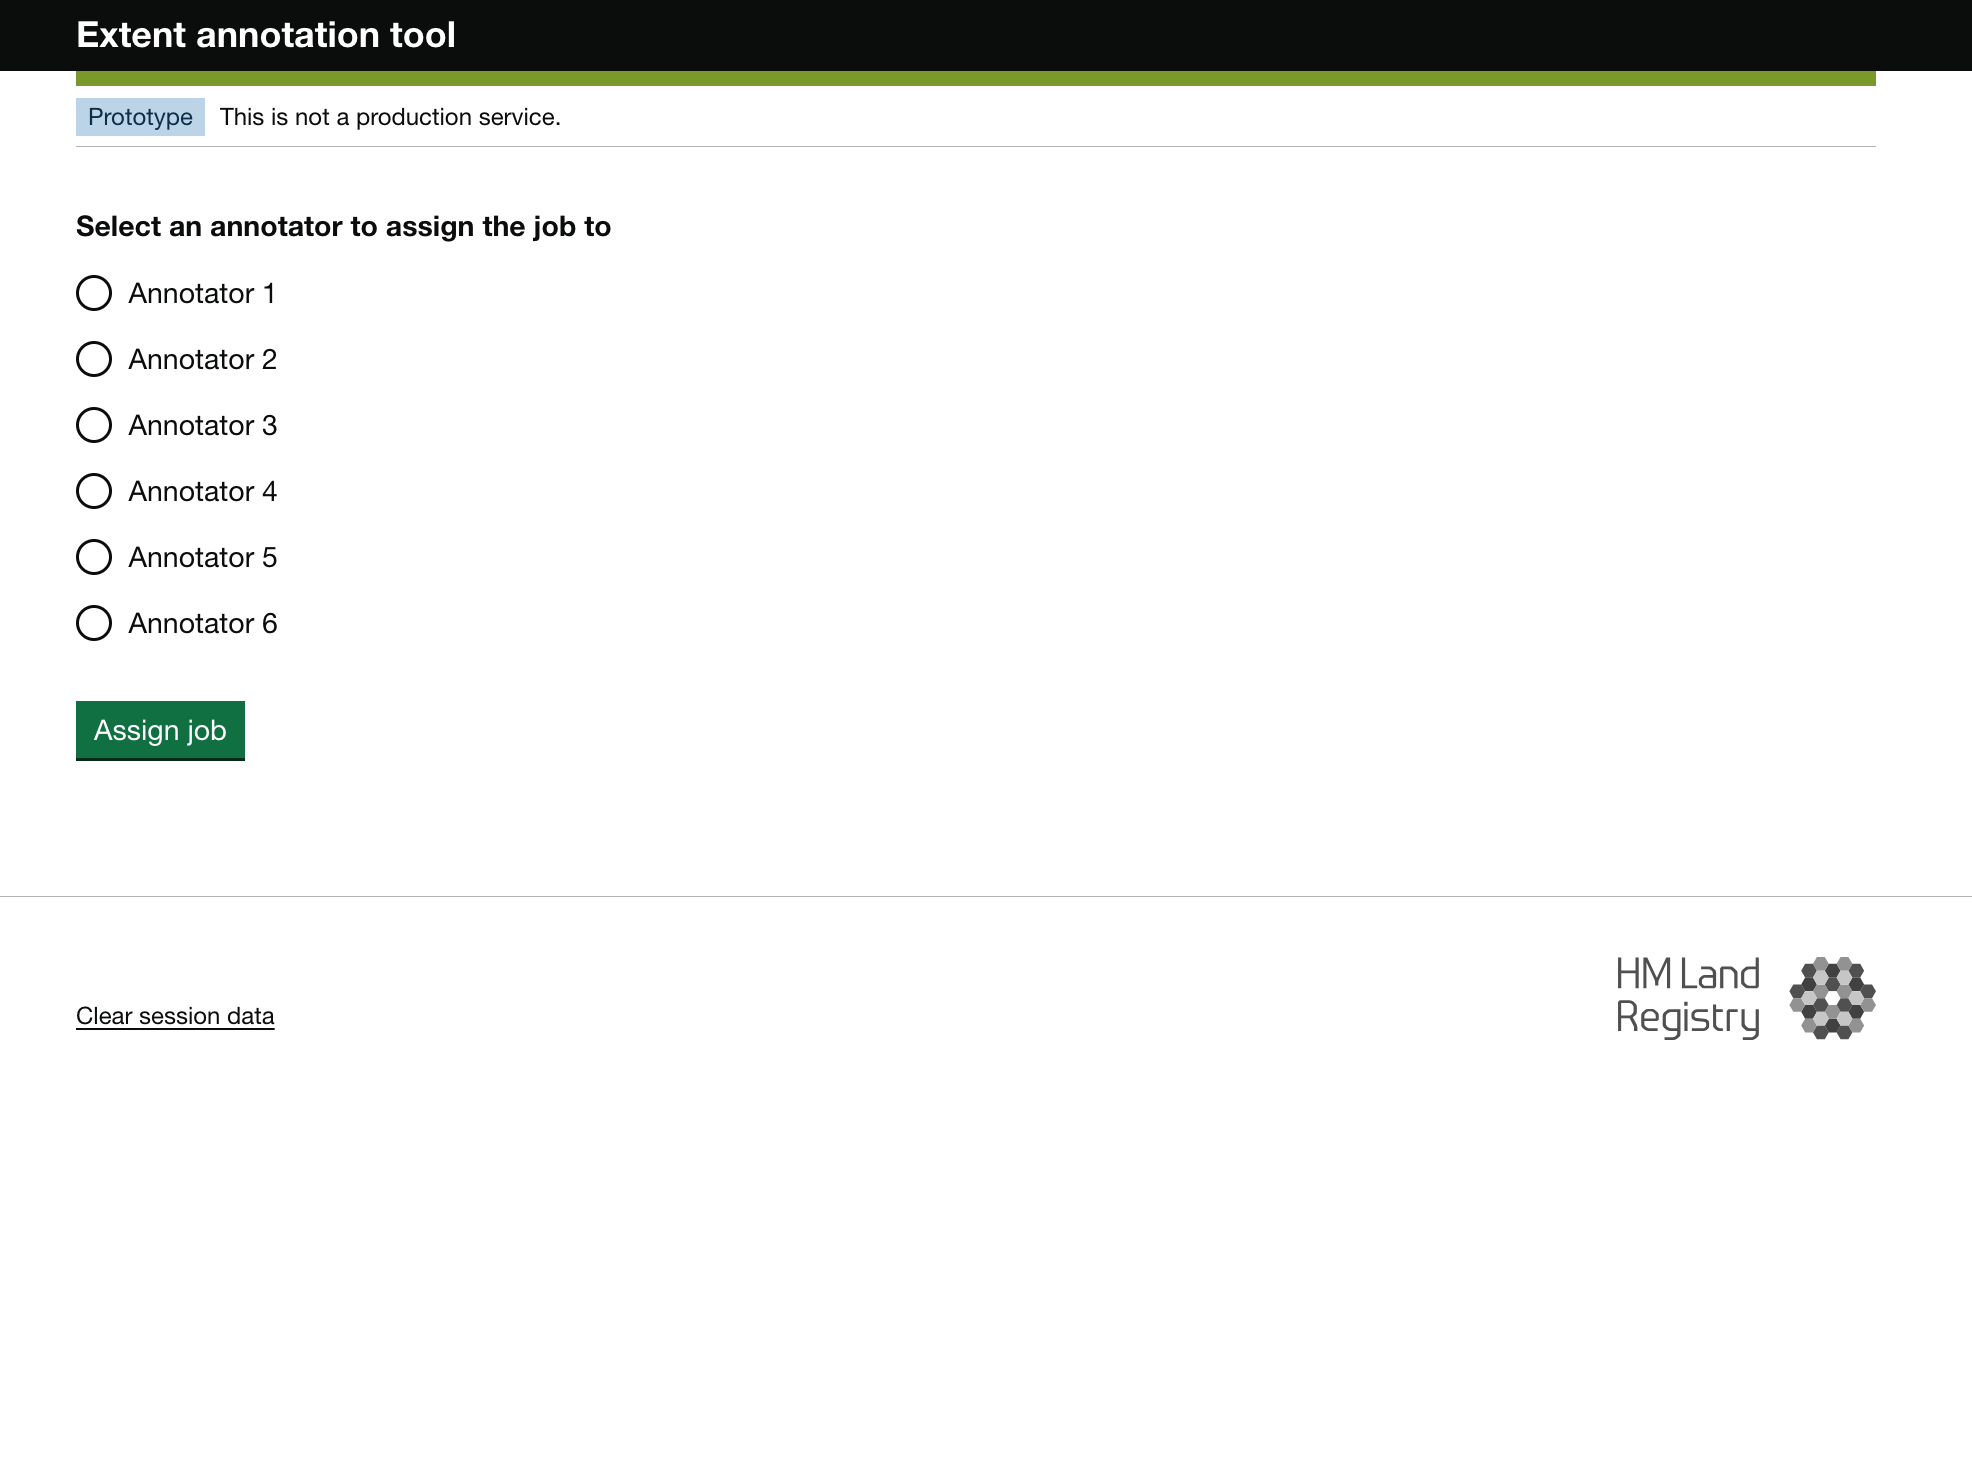 Extent annotation tool
Prototype This is not a production service.
Select an annotator to assign the job to
Annotator 1
Annotator 2
Annotator 3
Annotator 4
Annotator 5
Annotator 6
Assign job
Clear session data
HM Land
Registry